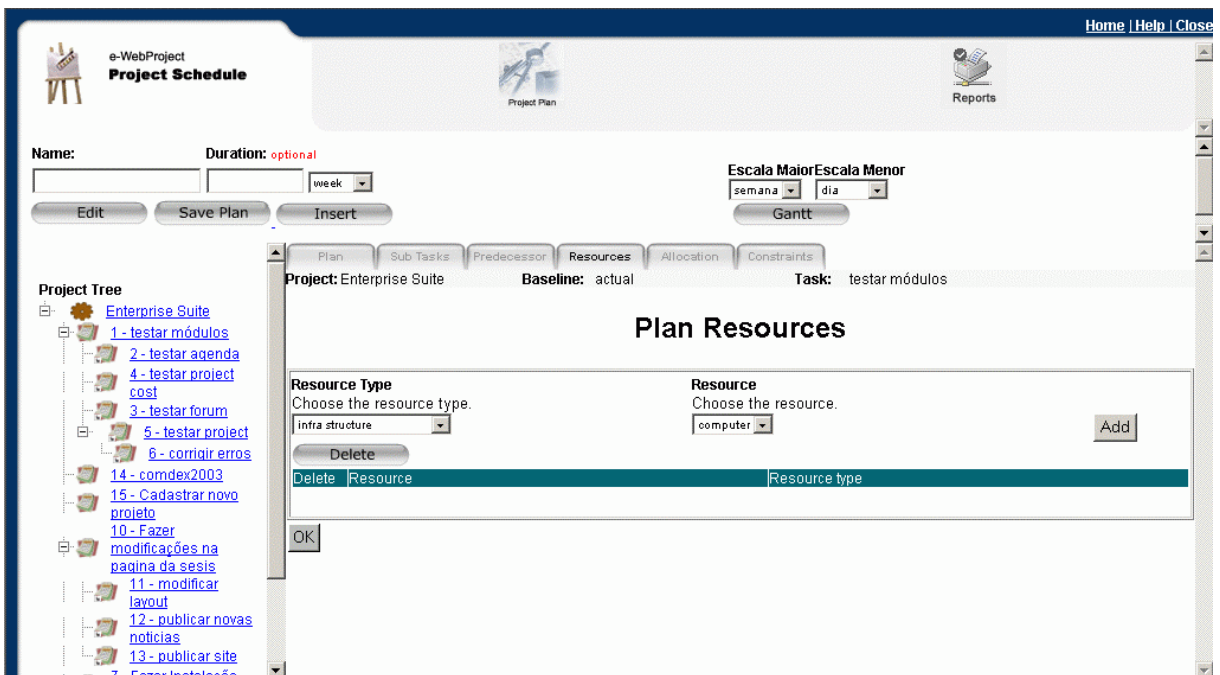 Home | Help | Close
e-WebProject
Project Schedule
Project Plan
Reports
Name:
Duration: optional
week
Escala Maior Escala Menor
semana
dia
Edit
Save Plan
Insert
Gantt
Plan
Sub Tasks
Predecessor
Resources
Allocation
Constraints
Project: Enterprise Suite
Baseline: actual
Task: testar módulos
Project Tree
Enterprise Suite
1 - testar módulos
2 - testar agenda
4 - testar project
cost
3 - testar forum
5 - testar project
6 - corrigir erros
14 - comdex2003
15 - Cadastrar novo
projeto
10 - Fazer
modificações na
pagina da sesis
11 - modificar
layout
12 - publicar novas
noticias
13 - publicar site
7 - Fazer Instalação
Plan Resources
Resource Type
Choose the resource type.
infra structure
Resource
Choose the resource.
computer
Add
Delete
Delete
Resource
Resource type
OK